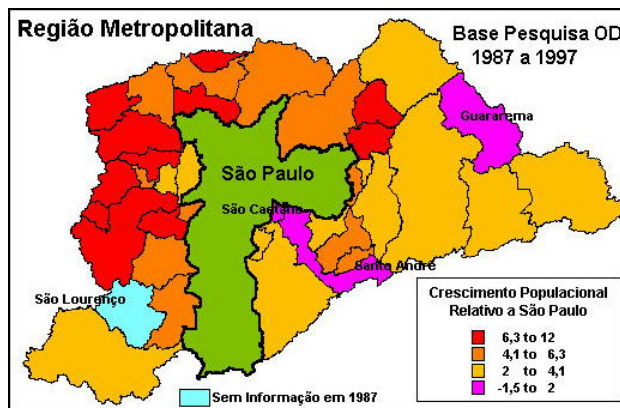 Região Metropolitana
Base Pesquisa OD
1987 a 1997
Guararema
São Paulo
São Caetano
Santo André
São Lourenço
Crescimento Populacional
Relativo a São Paulo
6,3 to 12
4,1 to 6,3
2 to 4,1
-1,5 to 2
Sem Informação em 1987